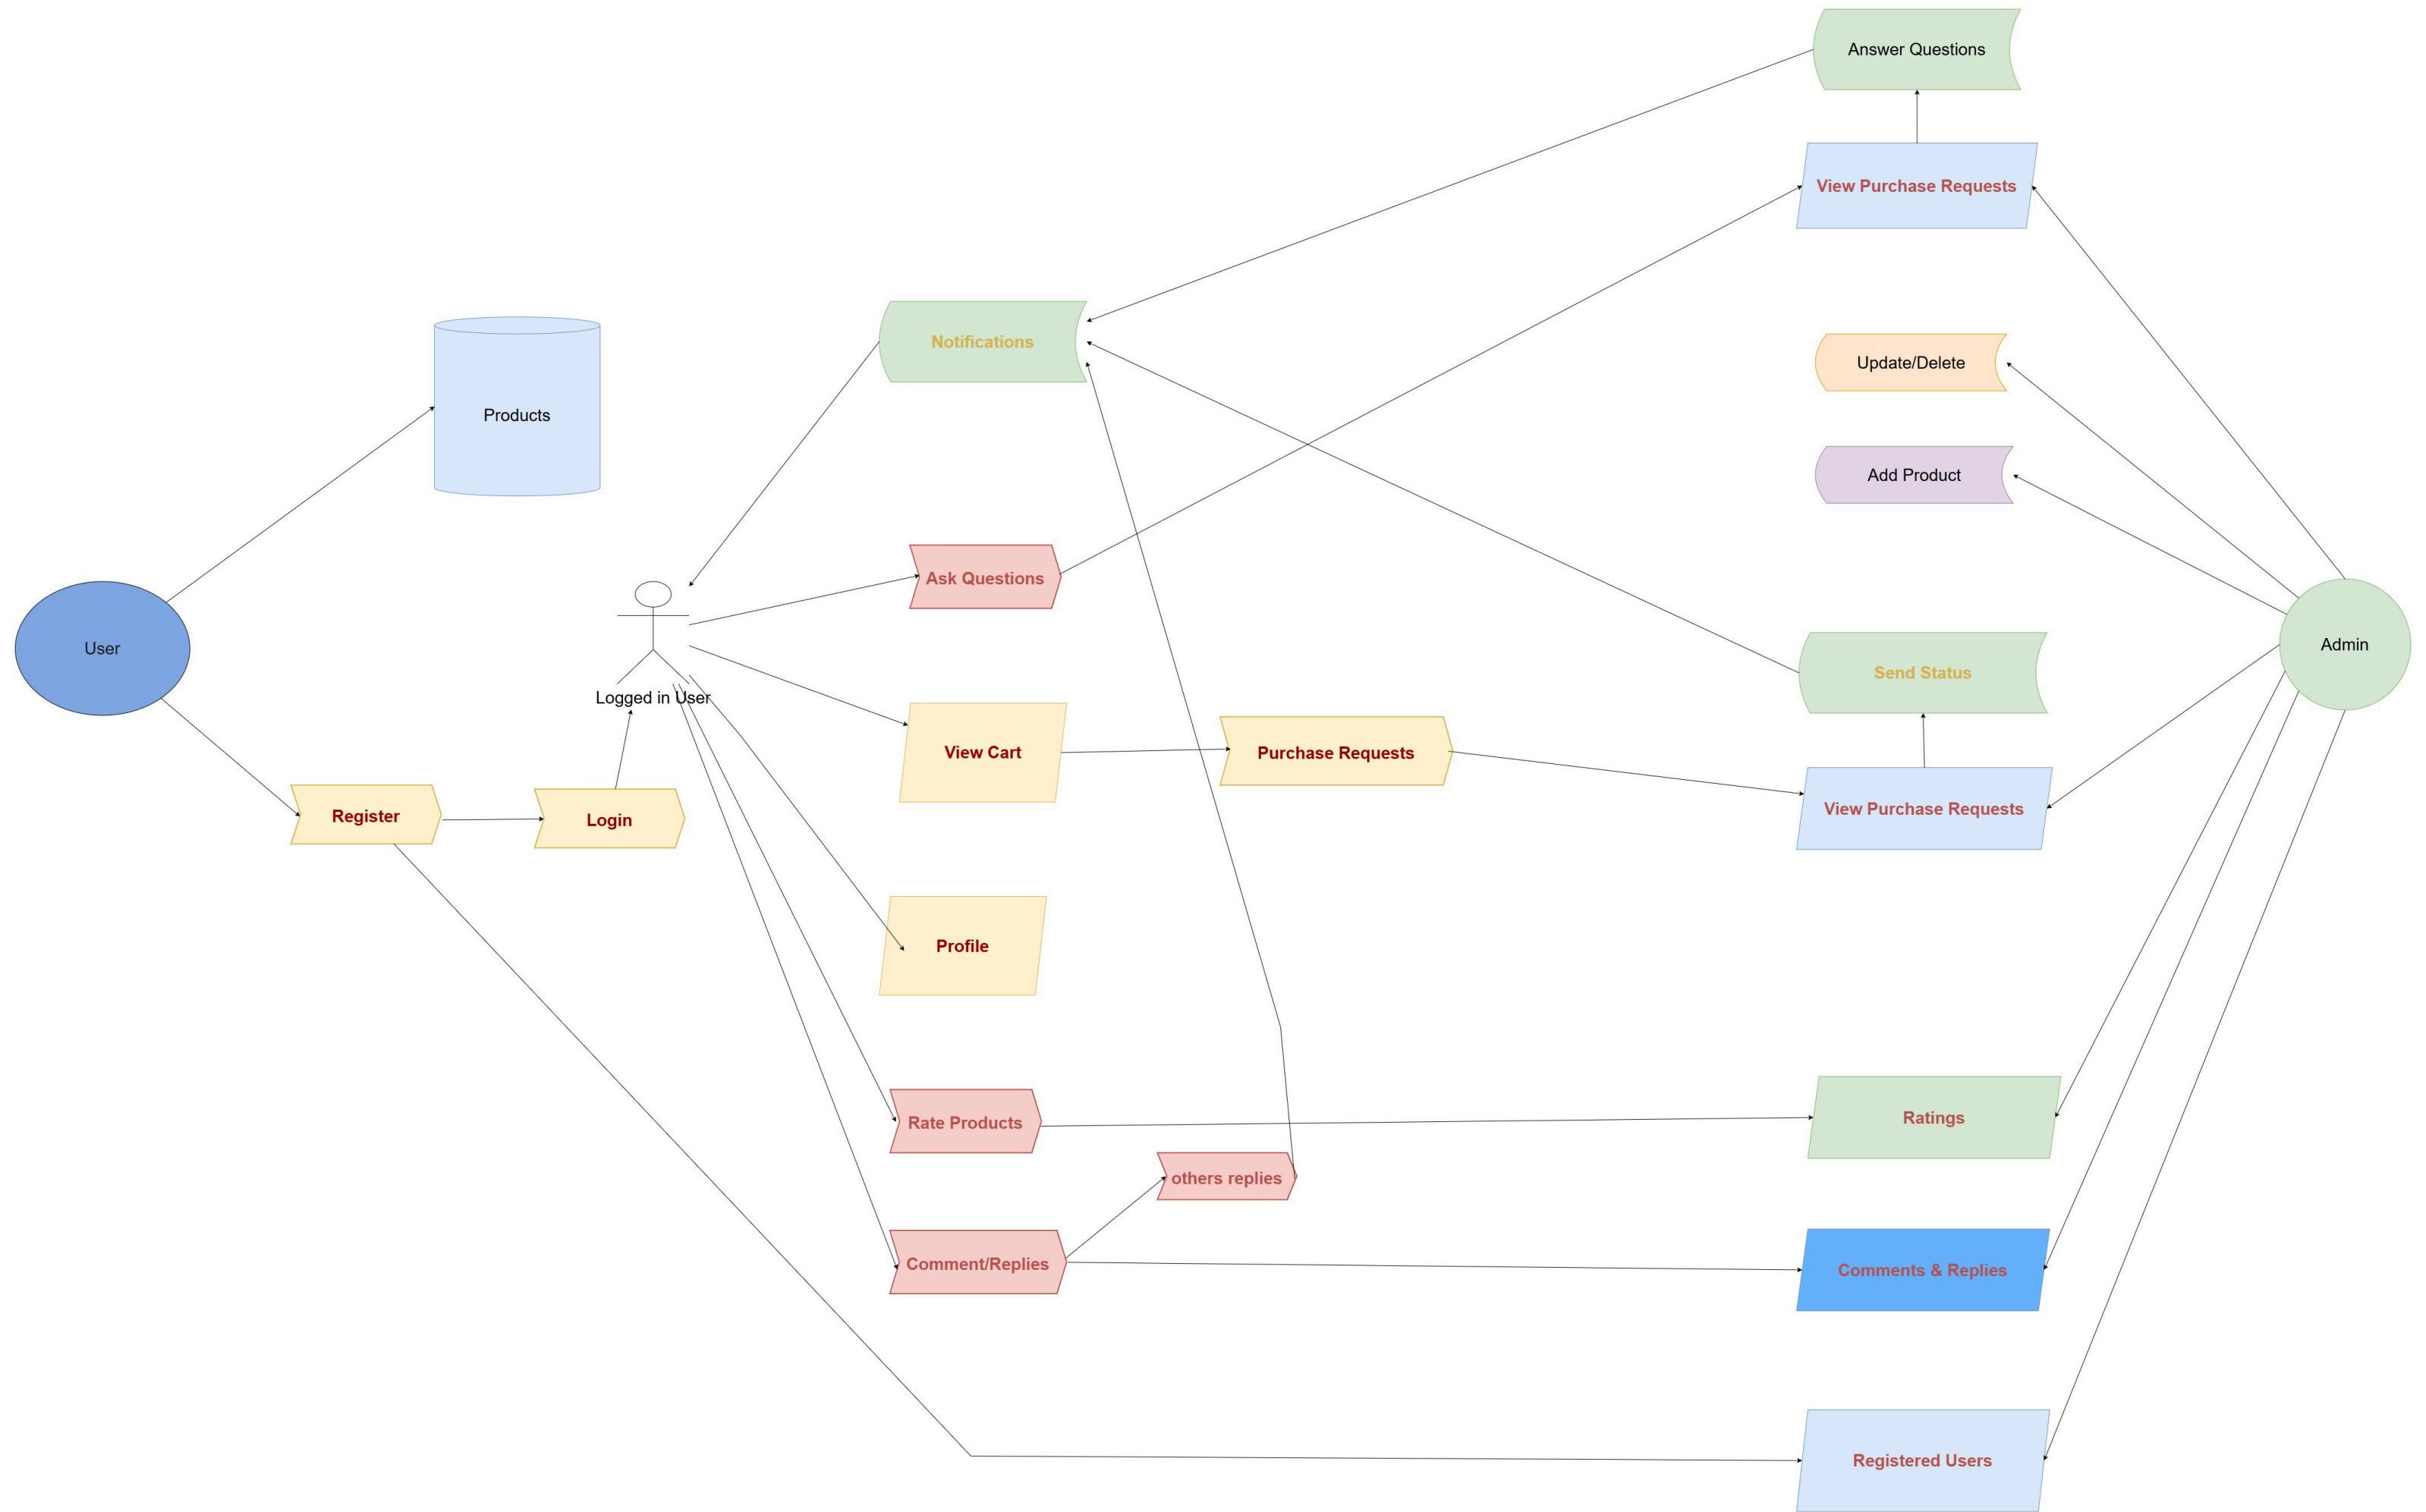 Answer Questions
View Purchase Requests
Notifications
Update/Delete
Products
Add Product
Ask Questions
User
Admin
Send Status
Logged in User
View Cart
Purchase Requests
View Purchase Requests
Register
Login
Profile
Rate Products
Ratings
others replies
Comment/Replies
Comments & Replies
Registered Users